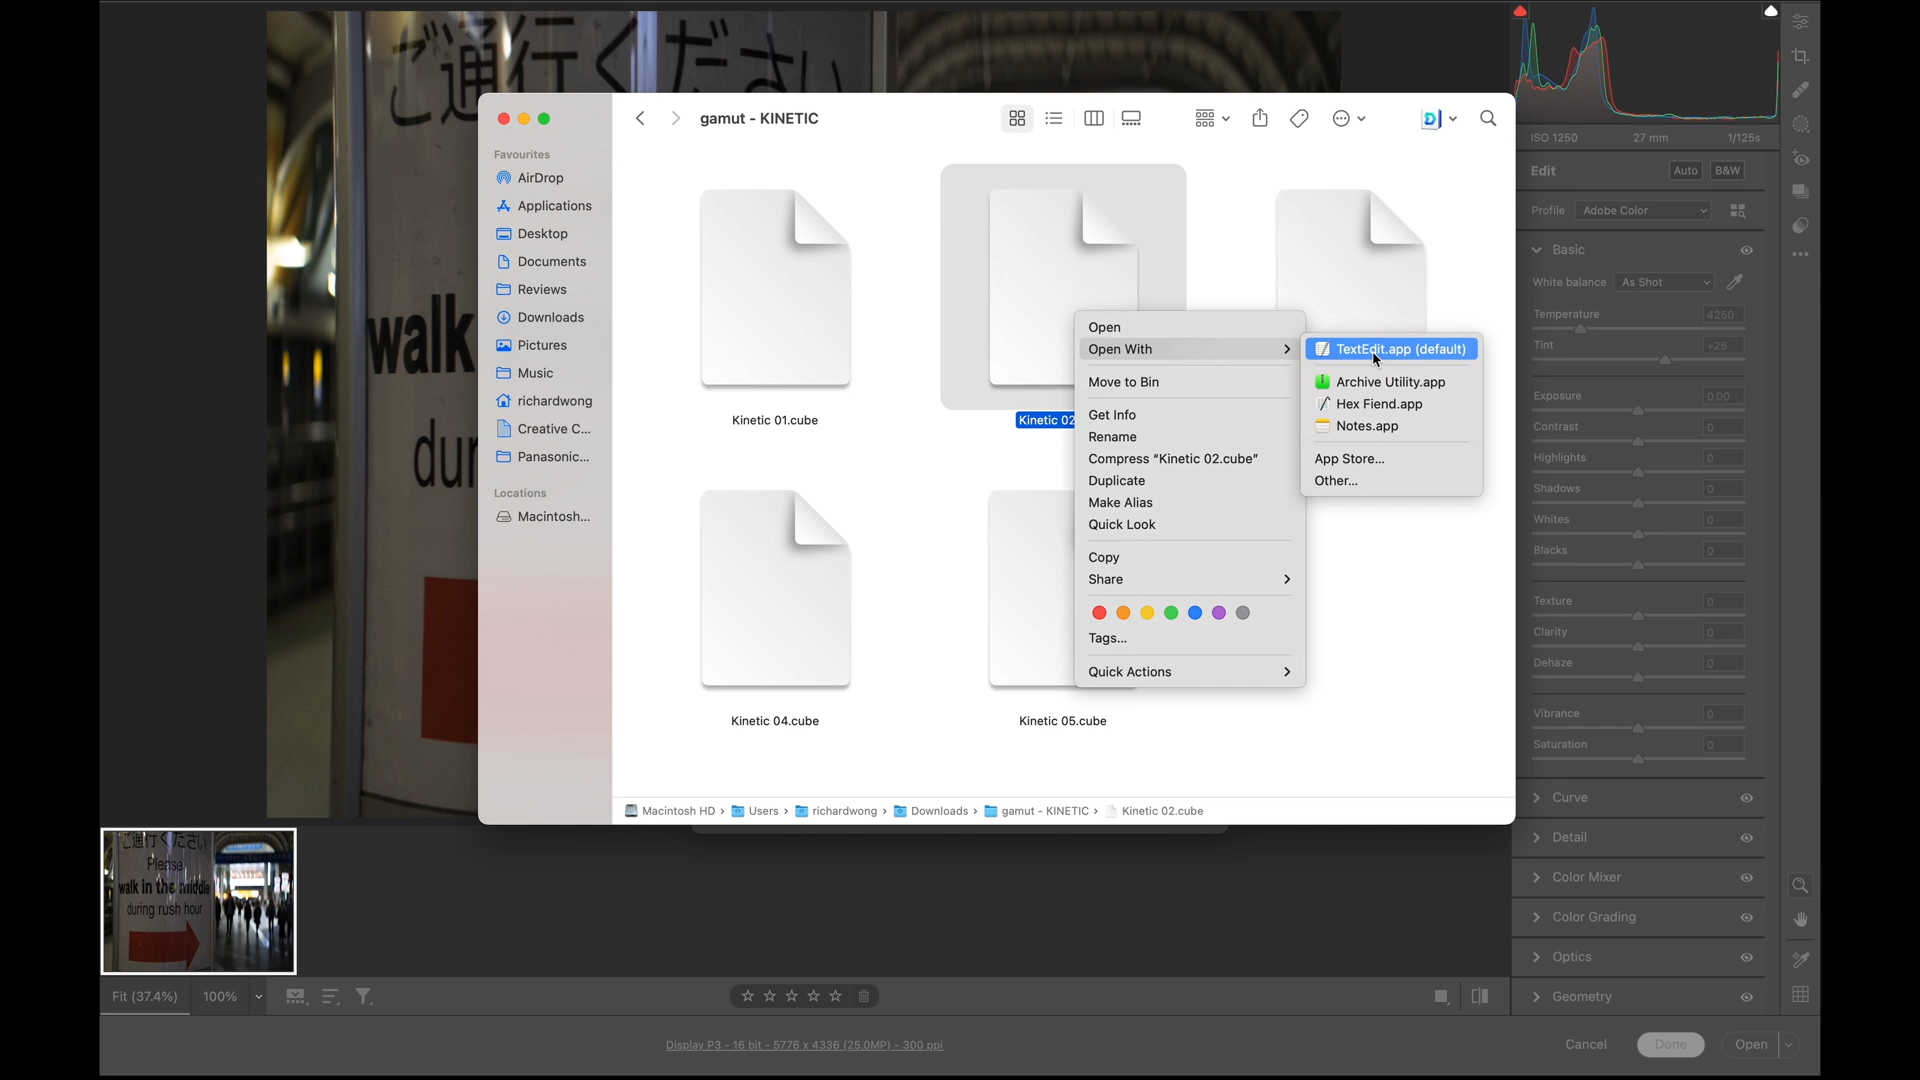 ご通行ください
walk
dur
gamut - KINETIC
Favourites
AirDrop
Applications
Desktop
Documents
Reviews
Downloads
Pictures
Music
richardwong
Creative C...
Panasonic...
Locations
Macintosh...
Kinetic 01.cube
Kinetic 02
Kinetic 04.cube
Kinetic 05.cube
Open
Open With
Move to Bin
Get Info
Rename
Compress “Kinetic 02.cube”
Duplicate
Make Alias
Quick Look
Copy
Share
Tags...
Quick Actions
TextEdit.app (default)
Archive Utility.app
Hex Fiend.app
Notes.app
App Store...
Other...
Macintosh HD › Users › richardwong › Downloads › gamut - KINETIC › Kinetic 02.cube
ISO 1250 27 mm 1/125s
Edit Auto B&W
Profile Adobe Color
Basic
White balance As Shot
Temperature 4250
Tint +25
Exposure 0.00
Contrast 0
Highlights 0
Shadows 0
Whites 0
Blacks 0
Texture 0
Clarity 0
Dehaze 0
Vibrance 0
Saturation 0
Curve
Detail
Color Mixer
Color Grading
Optics
Geometry
ご通行ください
Please
walk in the middle
during rush hour
Fit (37.4%) 100%
Display P3 - 16 bit - 5776 x 4336 (25.0MP) - 300 ppi
Cancel Done Open